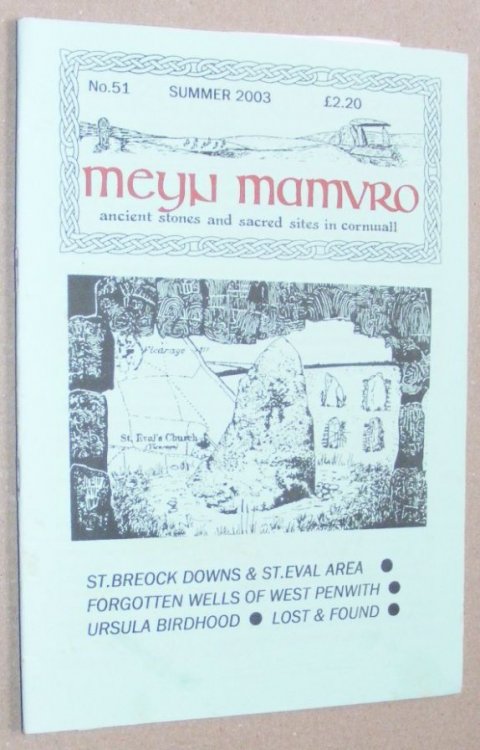 No.51 SUMMER 2003 £2.20
meyn mamvro
ancient stones and sacred sites in cornwall
Vicarage
St. Eval's Church
ST.BREOCK DOWNS & ST.EVAL AREA ●
FORGOTTEN WELLS OF WEST PENWITH ●
URSULA BIRDHOOD ● LOST & FOUND ●